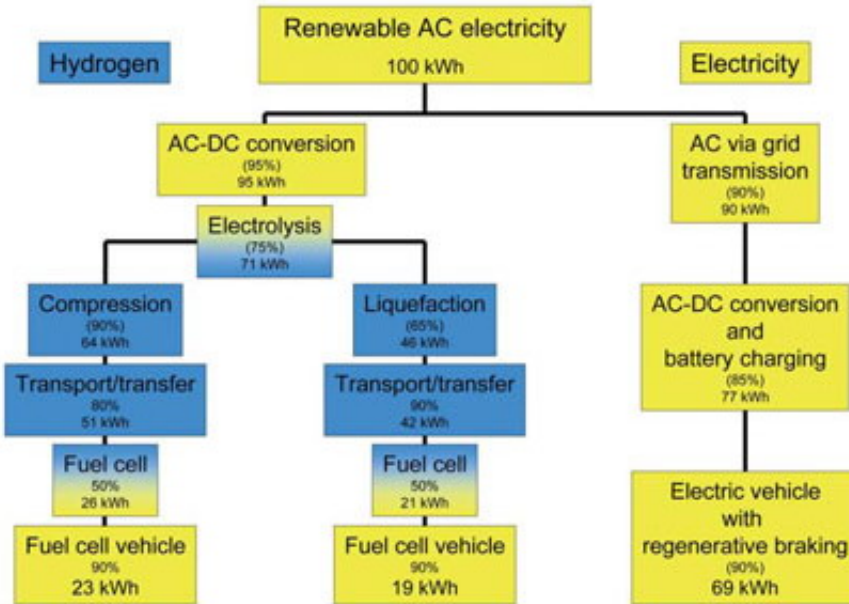 Renewable AC electricity
100 kWh
Hydrogen
Electricity
AC-DC conversion
(95%)
95 kWh
Electrolysis
(75%)
71 kWh
Compression
(90%)
64 kWh
Transport/transfer
80%
51 kWh
Fuel cell
50%
26 kWh
Fuel cell vehicle
90%
23 kWh
Liquefaction
(65%)
46 kWh
Transport/transfer
90%
42 kWh
Fuel cell
50%
21 kWh
Fuel cell vehicle
90%
19 kWh
AC via grid
transmission
(90%)
90 kWh
AC-DC conversion
and
battery charging
(85%)
77 kWh
Electric vehicle
with
regenerative braking
(90%)
69 kWh